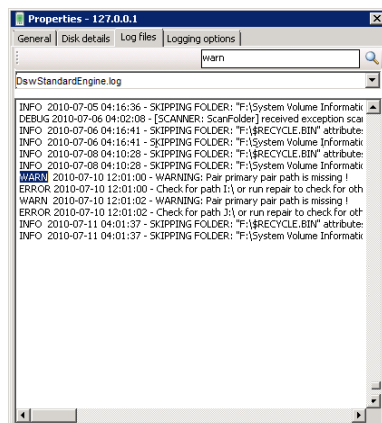 Properties - 127.0.0.1
General Disk details Log files Logging options
warn
DswStandardEngine.log
INFO 2010-07-05 04:16:36 - SKIPPING FOLDER: "F:\System Volume Informatic
DEBUG 2010-07-06 04:02:08 - [SCANNER: ScanFolder] received exception scar
INFO 2010-07-06 04:16:41 - SKIPPING FOLDER: "F:\$RECYCLE.BIN" attribute:
INFO 2010-07-06 04:16:41 - SKIPPING FOLDER: "F:\System Volume Informatic
INFO 2010-07-08 04:10:28 - SKIPPING FOLDER: "F:\$RECYCLE.BIN" attribute:
INFO 2010-07-08 04:10:28 - SKIPPING FOLDER: "F:\System Volume Informatic
WARN 2010-07-10 12:01:00 - WARNING: Pair primary pair path is missing !
ERROR 2010-07-10 12:01:00 - Check for path I:\ or run repair to check for oth
WARN 2010-07-10 12:01:02 - WARNING: Pair primary pair path is missing !
ERROR 2010-07-10 12:01:02 - Check for path J:\ or run repair to check for oth
INFO 2010-07-11 04:01:37 - SKIPPING FOLDER: "F:\$RECYCLE.BIN" attribute:
INFO 2010-07-11 04:01:37 - SKIPPING FOLDER: "F:\System Volume Informatic